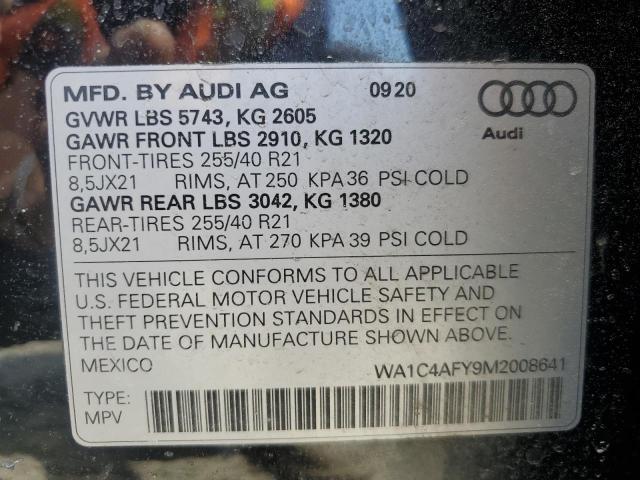 MFD. BY AUDI AG 0920
GVWR LBS 5743, KG 2605
GAWR FRONT LBS 2910, KG 1320
FRONT-TIRES 255/40 R21
8,5JX21 RIMS, AT 250 KPA 36 PSI COLD
GAWR REAR LBS 3042, KG 1380
REAR-TIRES 255/40 R21
8,5JX21 RIMS, AT 270 KPA 39 PSI COLD
Audi
THIS VEHICLE CONFORMS TO ALL APPLICABLE
U.S. FEDERAL MOTOR VEHICLE SAFETY AND
THEFT PREVENTION STANDARDS IN EFFECT ON
THE DATE OF MANUFACTURE SHOWN ABOVE.
MEXICO WA1C4AFY9M2008641
TYPE:
MPV